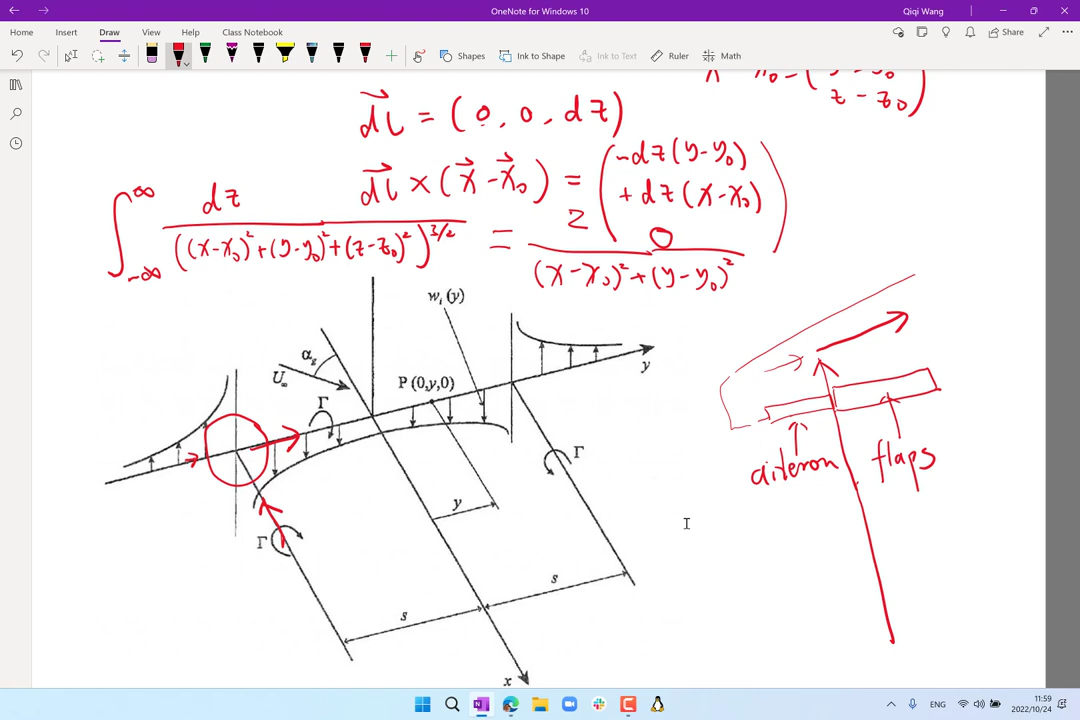 OneNote for Windows 10
Qiqi Wang
Home Insert Draw View Help Class Notebook
Share
Shapes Ink to Shape Ink to Text Ruler Math
z - z₀
dl⃗ = (0, 0, dz)
dl⃗ × (x⃗ - x⃗₀) = ( -dz(y-y₀)
+ dz(x-x₀)
0 )
∫_{-∞}^{∞} dz / ((x-x₀)²+(y-y₀)²+(z-z₀)²)^{3/2} = 2 / ((x-x₀)²+(y-y₀)²)
wᵢ(y)
α_g
U∞
P(0,y,0)
y
Γ
Γ
y
Γ
s
s
x
aileron flaps
ENG
11:59
2022/10/24